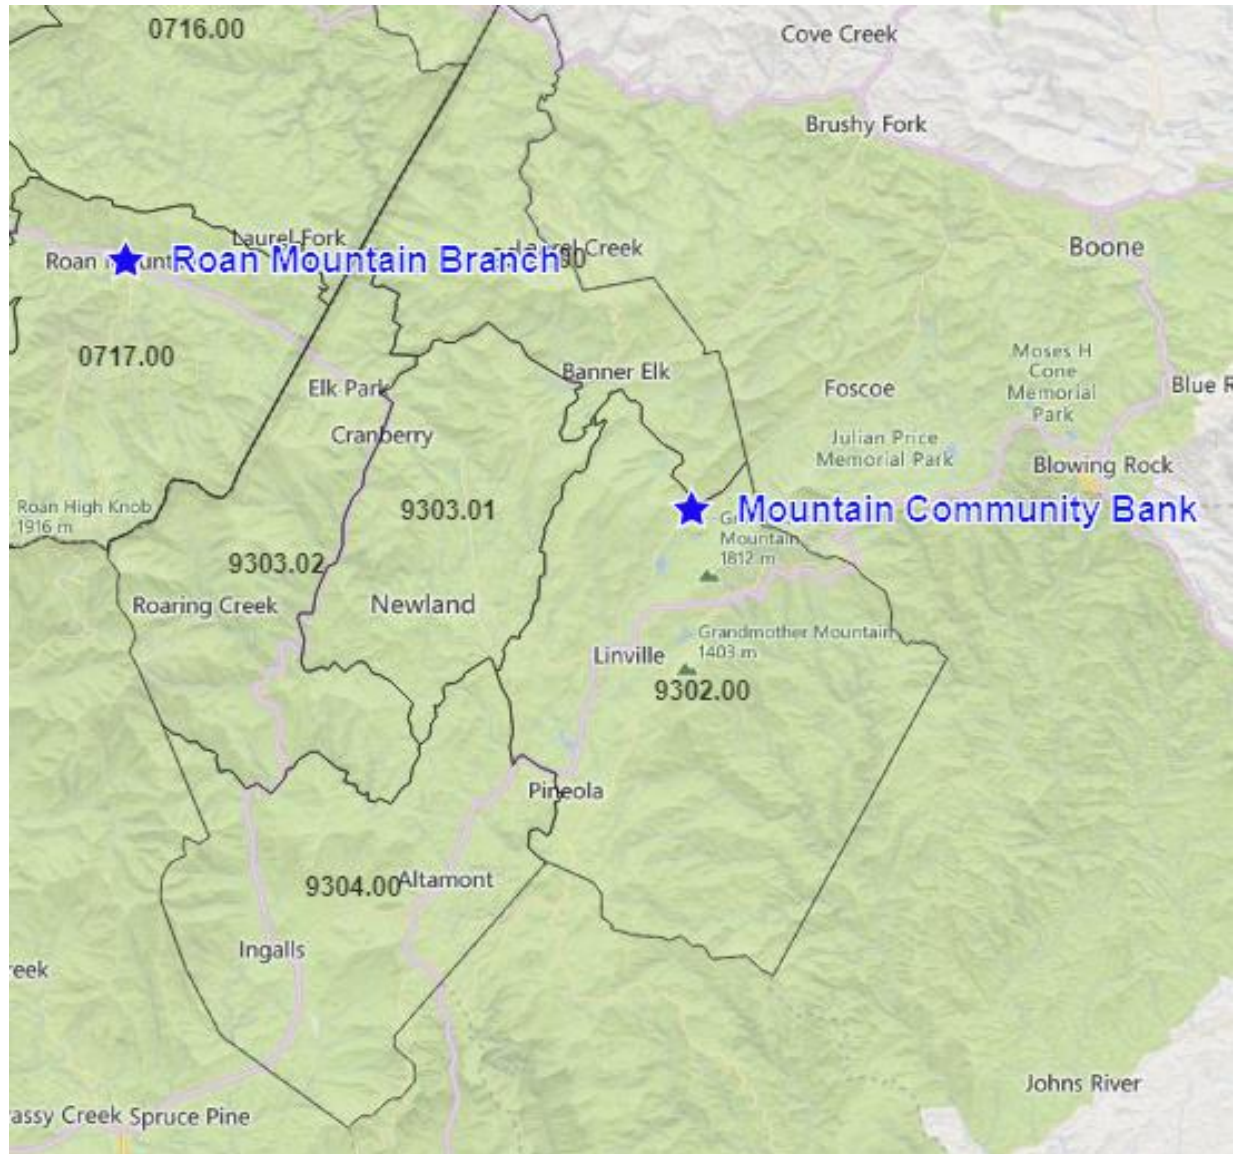 0716.00
Cove Creek
Brushy Fork
Laurel Fork
Creek
Boone
Roan
Roan Mountain Branch
0717.00
Moses H
Cone
Memorial
Park
Banner Elk
Elk Park
Foscoe
Blue R
Cranberry
Julian Price
Memorial Park
Blowing Rock
Roan High Knob
1916 m
9303.01
Mountain Community Bank
Mountain
1812 m
9303.02
Roaring Creek
Newland
Grandmother Mountain
1403 m
Linville
9302.00
Pineola
9304.00
Altamont
Ingalls
reek
Johns River
assy Creek
Spruce Pine